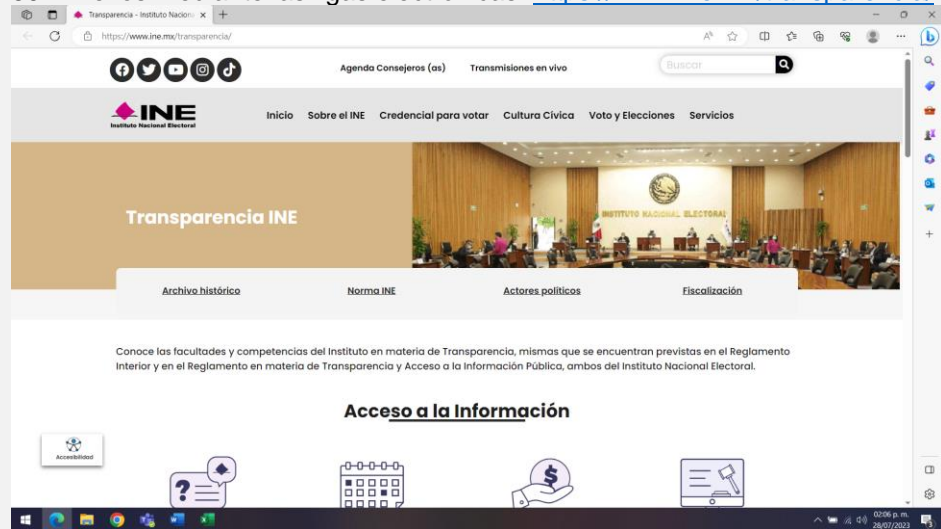 Transparencia - Instituto Naciona
https://www.ine.mx/transparencia/
Agenda Consejeros (as) Transmisiones en vivo Buscar
INE
Instituto Nacional Electoral
Inicio Sobre el INE Credencial para votar Cultura Cívica Voto y Elecciones Servicios
INSTITUTO NACIONAL ELECTORAL
Transparencia INE
Archivo histórico Norma INE Actores políticos Fiscalización
Conoce las facultades y competencias del Instituto en materia de Transparencia, mismas que se encuentran previstas en el Reglamento
Interior y en el Reglamento en materia de Transparencia y Acceso a la Información Pública, ambos del Instituto Nacional Electoral.
Acceso a la Información
Accesibilidad
02:06 p. m.
28/07/2023